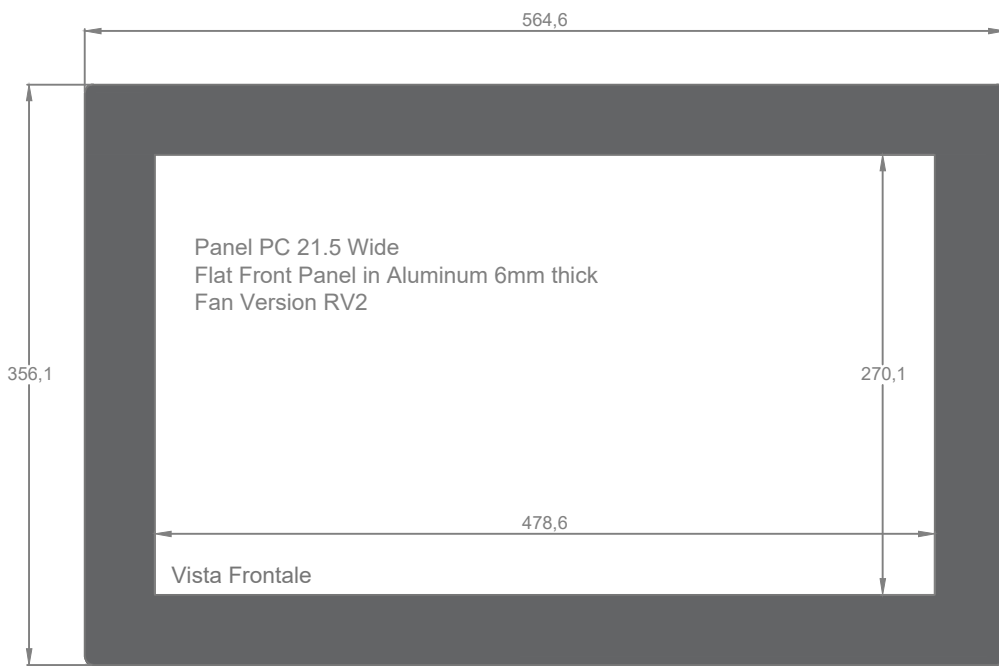 564,6
Panel PC 21.5 Wide
Flat Front Panel in Aluminum 6mm thick
Fan Version RV2
356,1
270,1
478,6
Vista Frontale